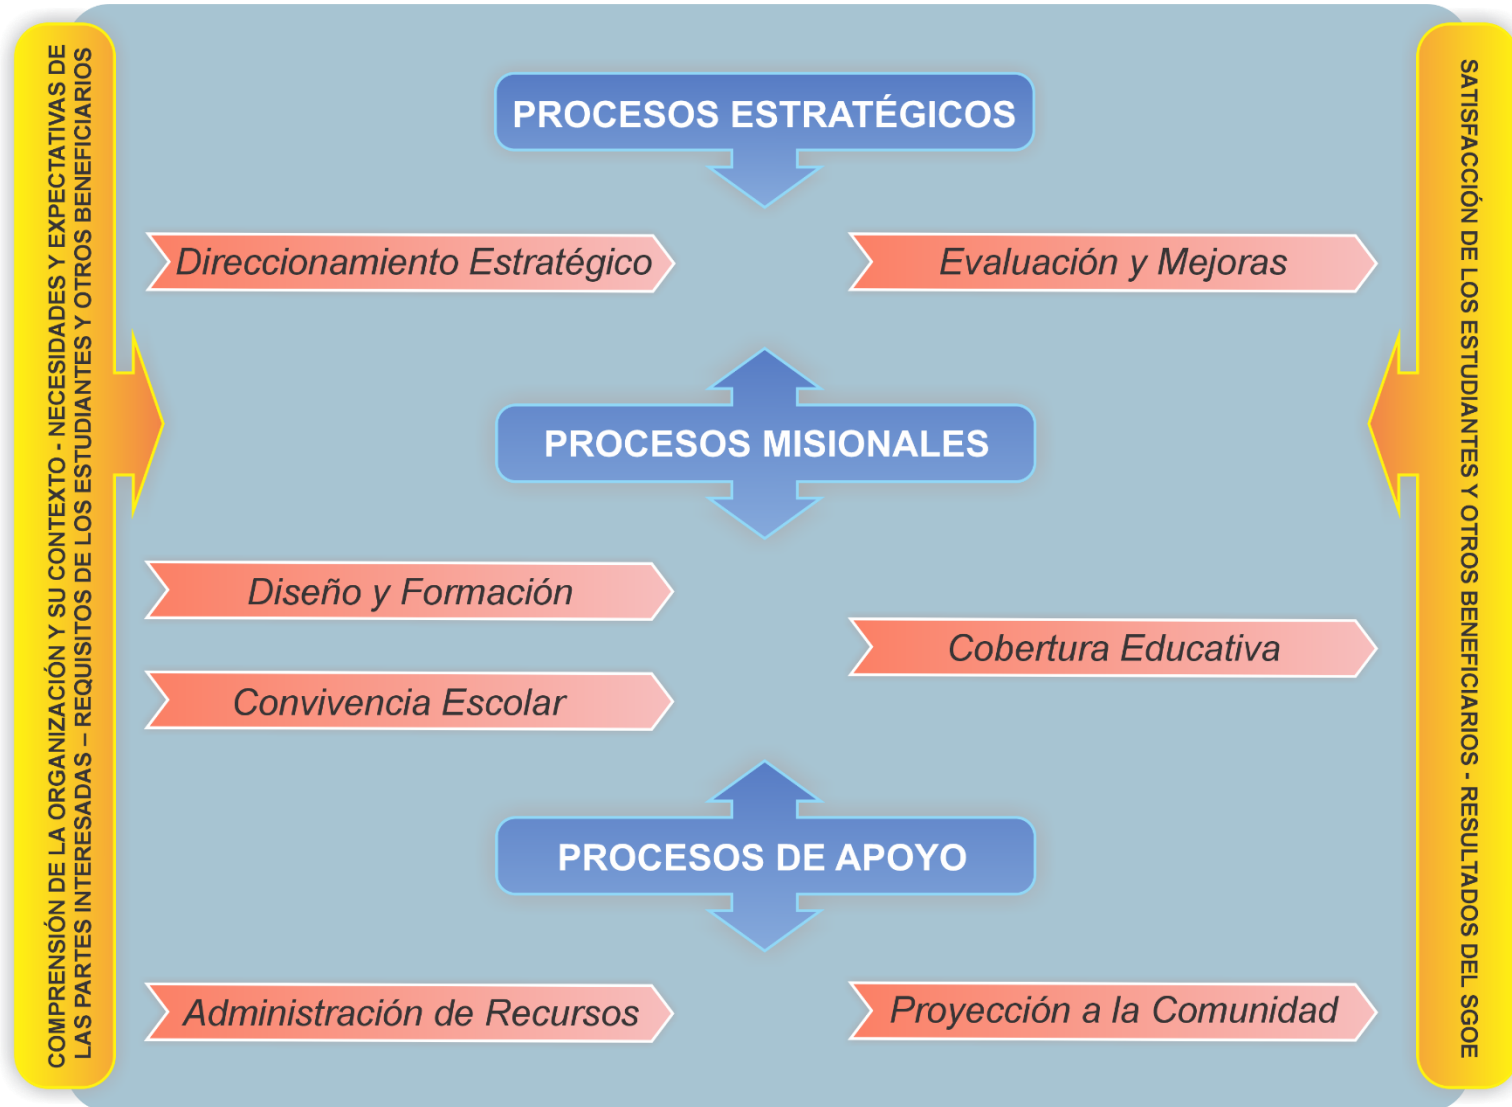 COMPRENSIÓN DE LA ORGANIZACIÓN Y SU CONTEXTO - NECESIDADES Y EXPECTATIVAS DE
LAS PARTES INTERESADAS – REQUISITOS DE LOS ESTUDIANTES Y OTROS BENEFICIARIOS
PROCESOS ESTRATÉGICOS
Direccionamiento Estratégico
Evaluación y Mejoras
PROCESOS MISIONALES
Diseño y Formación
Cobertura Educativa
Convivencia Escolar
PROCESOS DE APOYO
Administración de Recursos
Proyección a la Comunidad
SATISFACCIÓN DE LOS ESTUDIANTES Y OTROS BENEFICIARIOS - RESULTADOS DEL SGOE